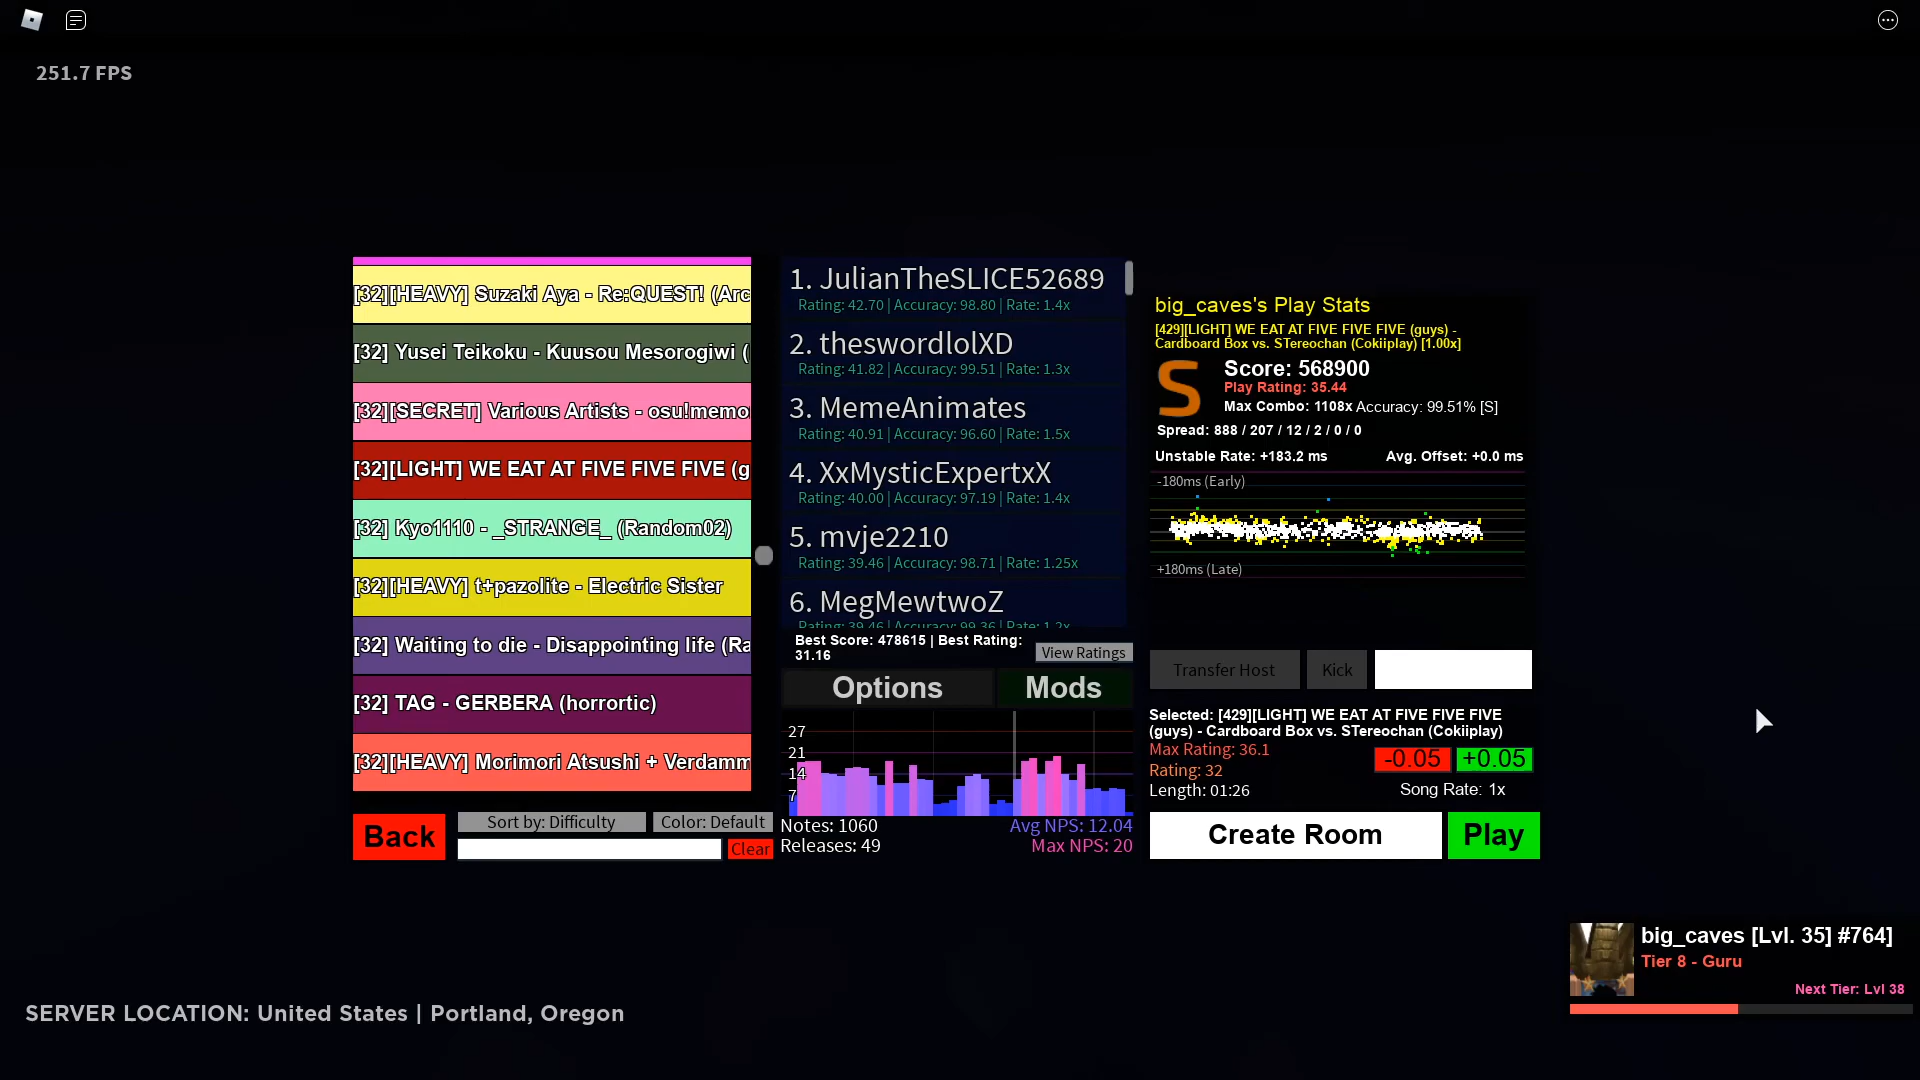 251.7 FPS
[32][HEAVY] Suzaki Aya - Re:QUEST! (Arc
[32] Yusei Teikoku - Kuusou Mesorogiwi (
[32][SECRET] Various Artists - osu!memo
[32][LIGHT] WE EAT AT FIVE FIVE FIVE (g
[32] Kyo1110 - _STRANGE_ (Random02)
[32][HEAVY] t+pazolite - Electric Sister
[32] Waiting to die - Disappointing life (Ra
[32] TAG - GERBERA (horrortic)
[32][HEAVY] Morimori Atsushi + Verdamm
Back
Sort by: Difficulty
Color: Default
Clear
1. JulianTheSLICE52689
Rating: 42.70 | Accuracy: 98.80 | Rate: 1.4x
2. theswordlolXD
Rating: 41.82 | Accuracy: 99.51 | Rate: 1.3x
3. MemeAnimates
Rating: 40.91 | Accuracy: 96.60 | Rate: 1.5x
4. XxMysticExpertxX
Rating: 40.00 | Accuracy: 97.19 | Rate: 1.4x
5. mvje2210
Rating: 39.46 | Accuracy: 98.71 | Rate: 1.25x
6. MegMewtwoZ
Rating: 39.46 | Accuracy: 99.36 | Rate: 1.2x
Best Score: 478615 | Best Rating:
31.16
View Ratings
Options
Mods
27
21
14
7
Notes: 1060
Avg NPS: 12.04
Releases: 49
Max NPS: 20
big_caves's Play Stats
[429][LIGHT] WE EAT AT FIVE FIVE FIVE (guys) -
Cardboard Box vs. STereochan (Cokiiplay) [1.00x]
S
Score: 568900
Play Rating: 35.44
Max Combo: 1108x Accuracy: 99.51% [S]
Spread: 888 / 207 / 12 / 2 / 0 / 0
Unstable Rate: +183.2 ms
Avg. Offset: +0.0 ms
-180ms (Early)
+180ms (Late)
Transfer Host
Kick
Selected: [429][LIGHT] WE EAT AT FIVE FIVE FIVE
(guys) - Cardboard Box vs. STereochan (Cokiiplay)
Max Rating: 36.1
Rating: 32
Length: 01:26
-0.05
+0.05
Song Rate: 1x
Create Room
Play
big_caves [Lvl. 35] #764]
Tier 8 - Guru
Next Tier: Lvl 38
SERVER LOCATION: United States | Portland, Oregon